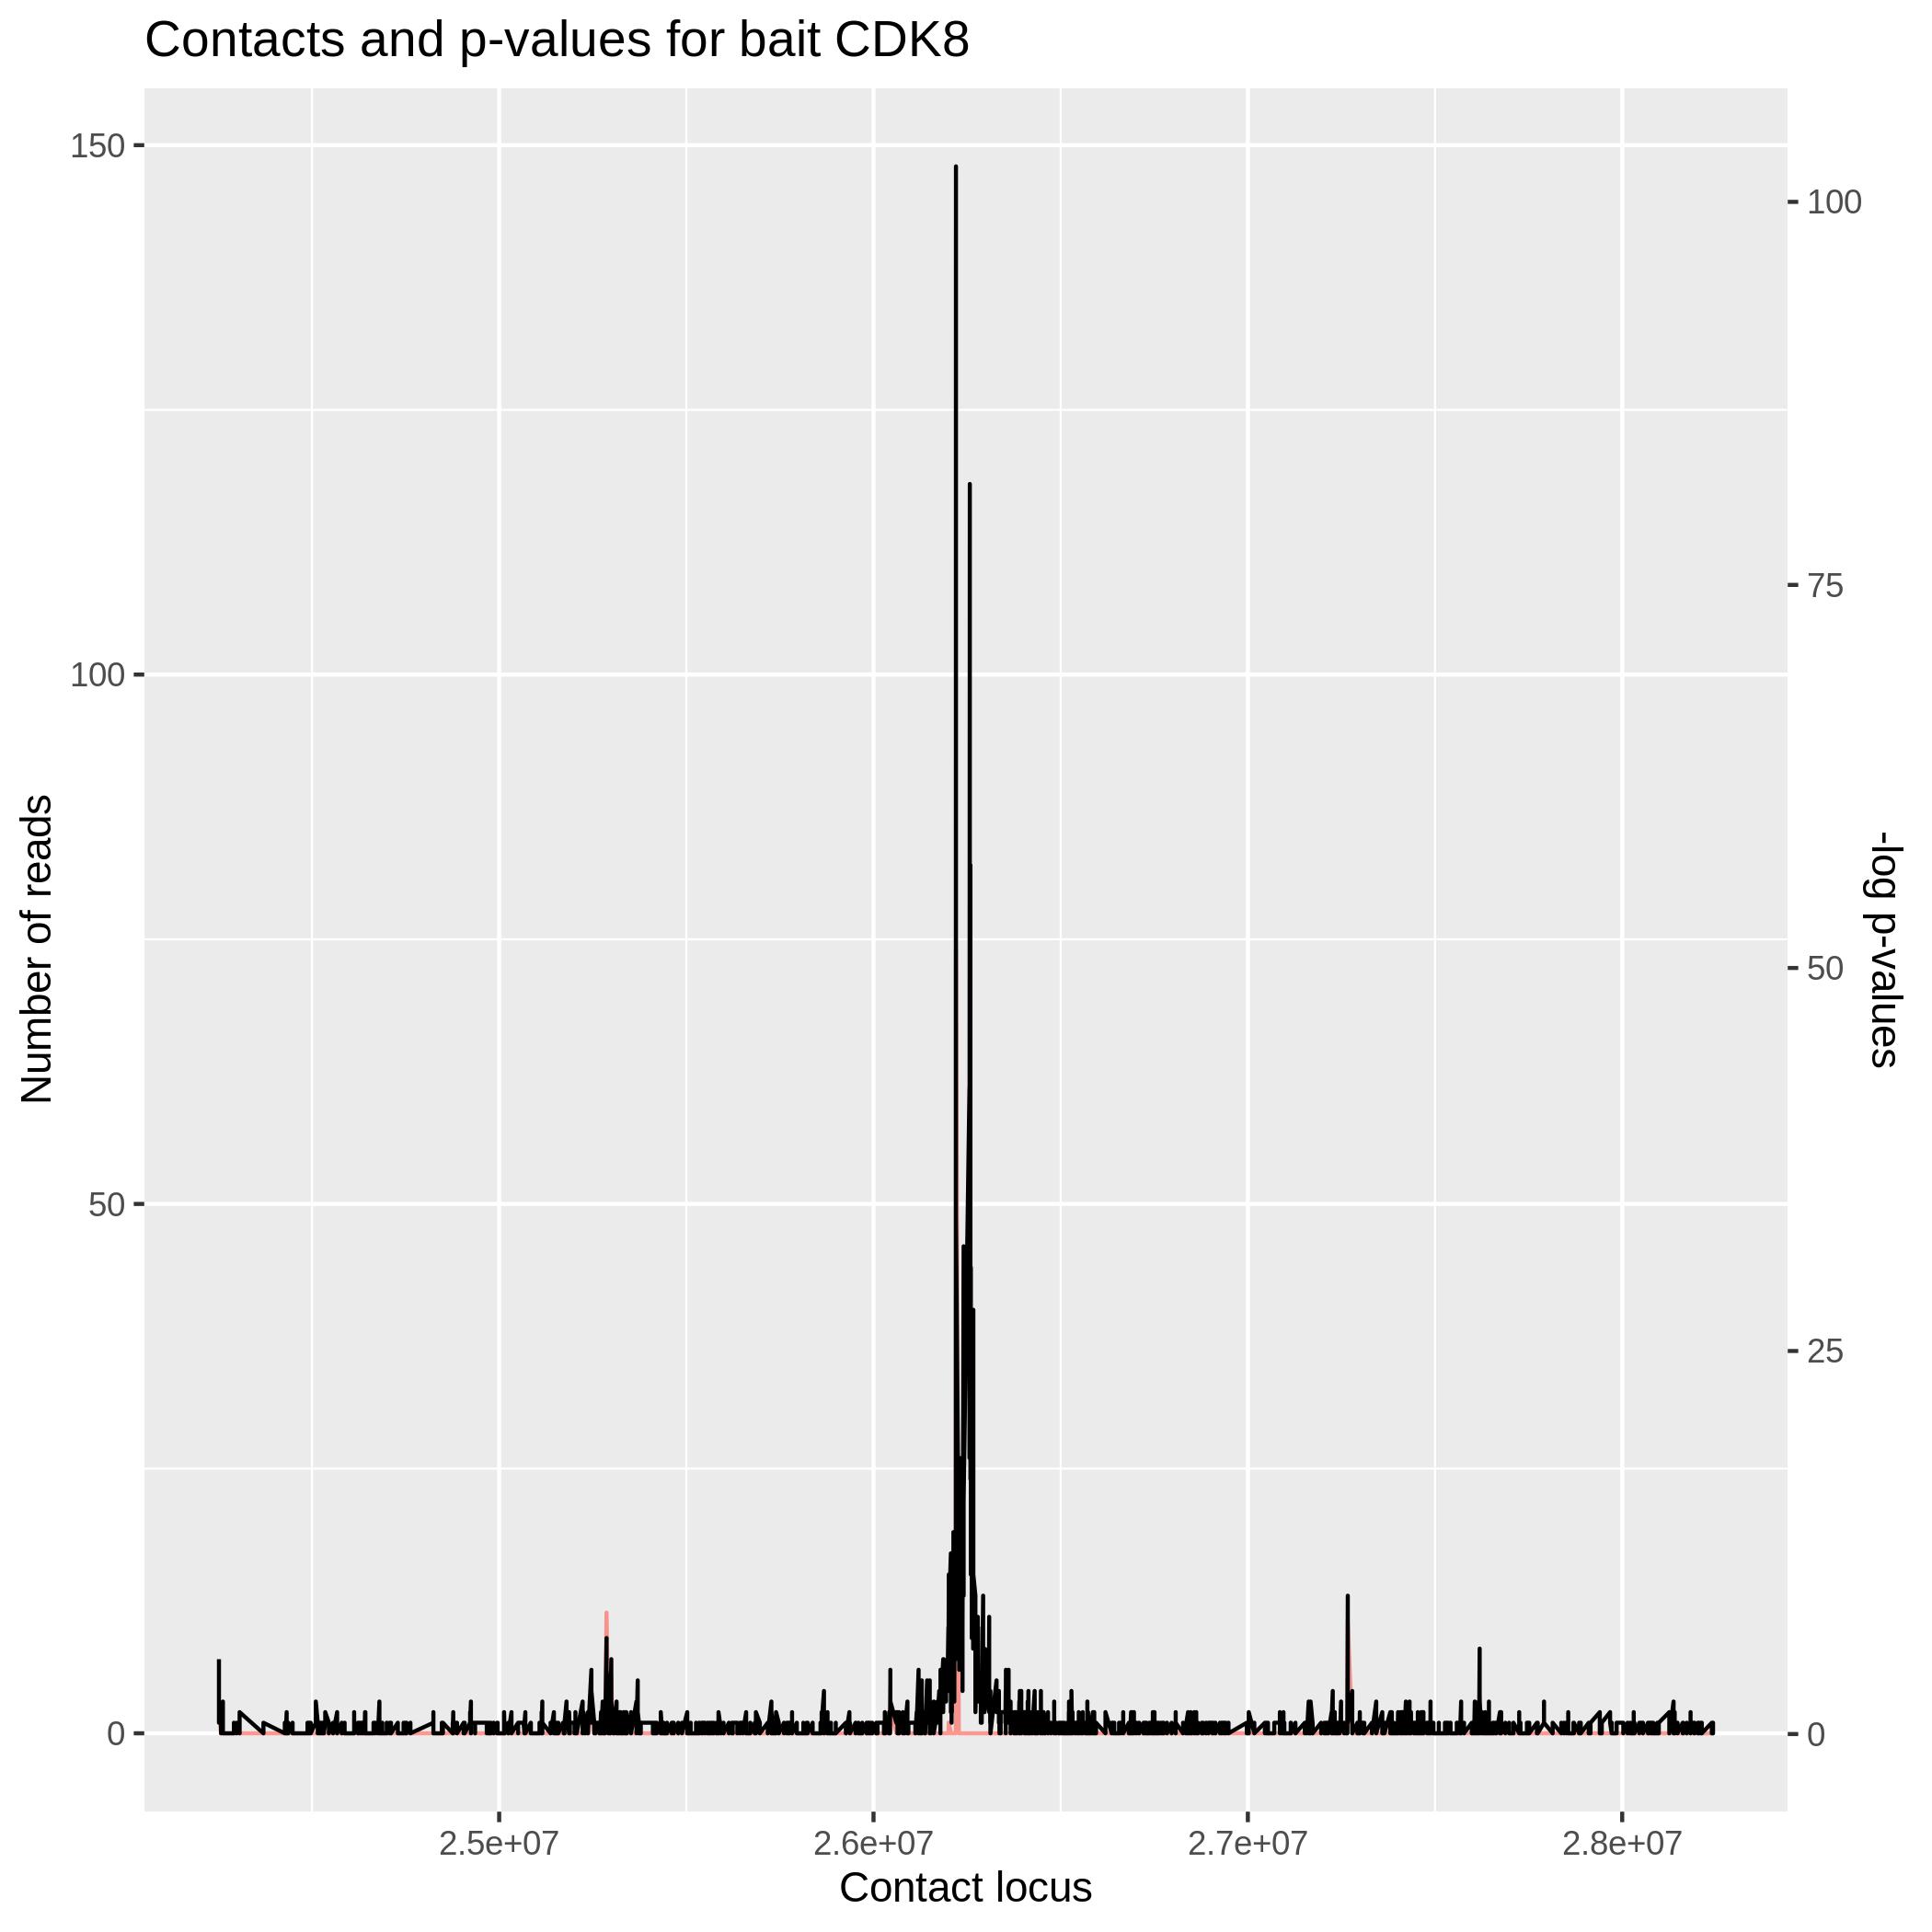 Contacts and p-values for bait CDK8
150
100
50
0
Number of reads
100
75
50
25
0
-log p-values
2.5e+07 2.6e+07 2.7e+07 2.8e+07
Contact locus